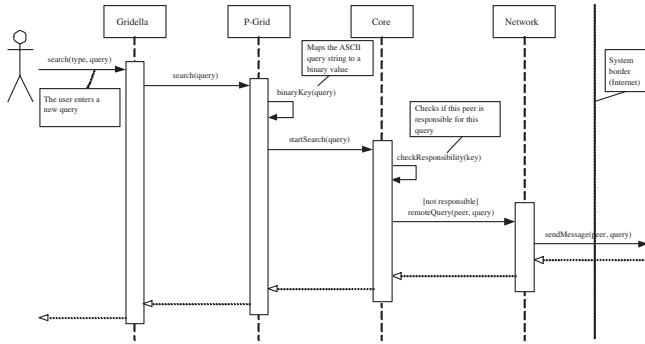 Gridella
P-Grid
Core
Network
Maps the ASCII
query string to a
binary value
System
border
(Internet)
search(type, query)
search(query)
binaryKey(query)
The user enters a
new query
Checks if this peer is
responsible for this
query
startSearch(query)
checkResponsibility(key)
[not responsible]
remoteQuery(peer, query)
sendMessage(peer, query)